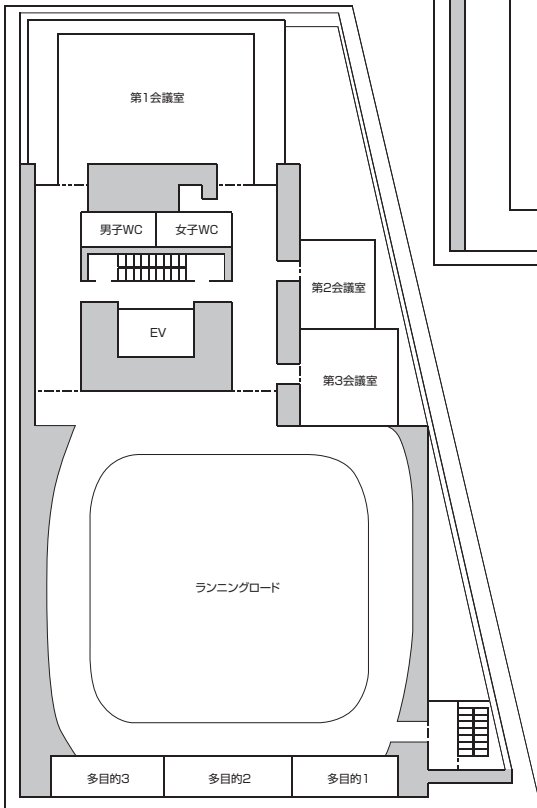 第1会議室
男子WC
女子WC
第2会議室
EV
第3会議室
ランニングロード
多目的3
多目的2
多目的1